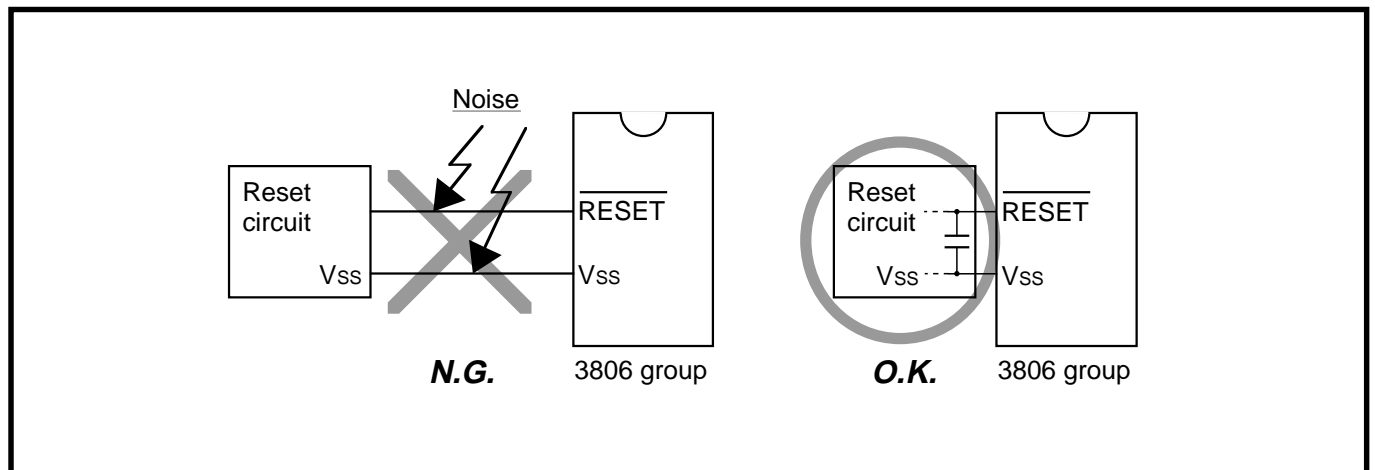 Noise
Reset
circuit
VSS
RESET
VSS
N.G.
3806 group
Reset
circuit
VSS
RESET
VSS
O.K.
3806 group